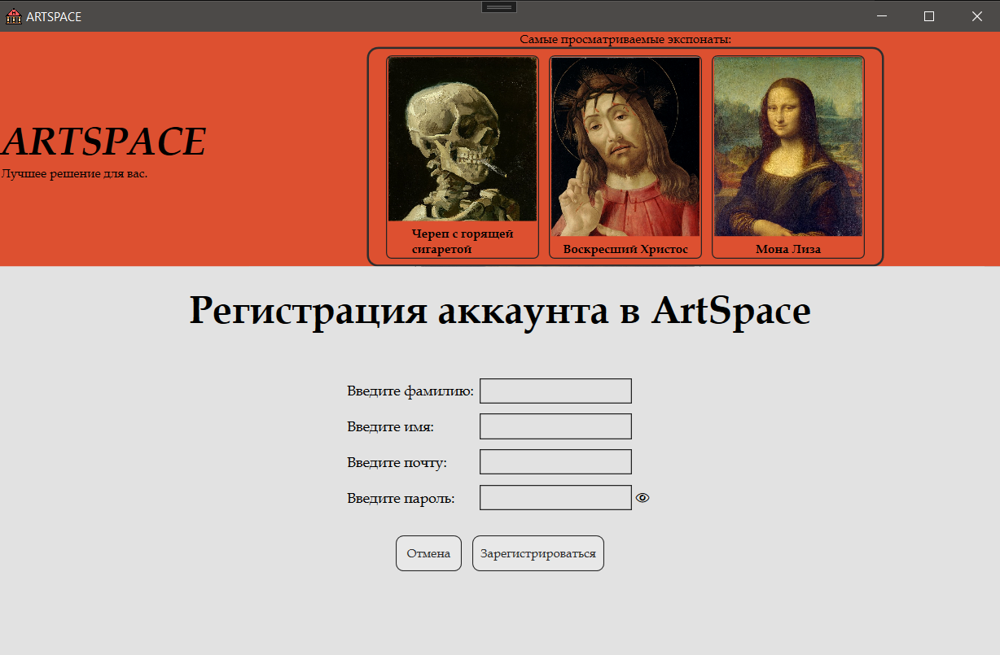 ARTSPACE
Самые просматриваемые экспонаты:
ARTSPACE
Лучшее решение для вас.
Череп с горящей
сигаретой
Воскресший Христос
Мона Лиза
Регистрация аккаунта в ArtSpace
Введите фамилию:
Введите имя:
Введите почту:
Введите пароль:
Отмена
Зарегистрироваться